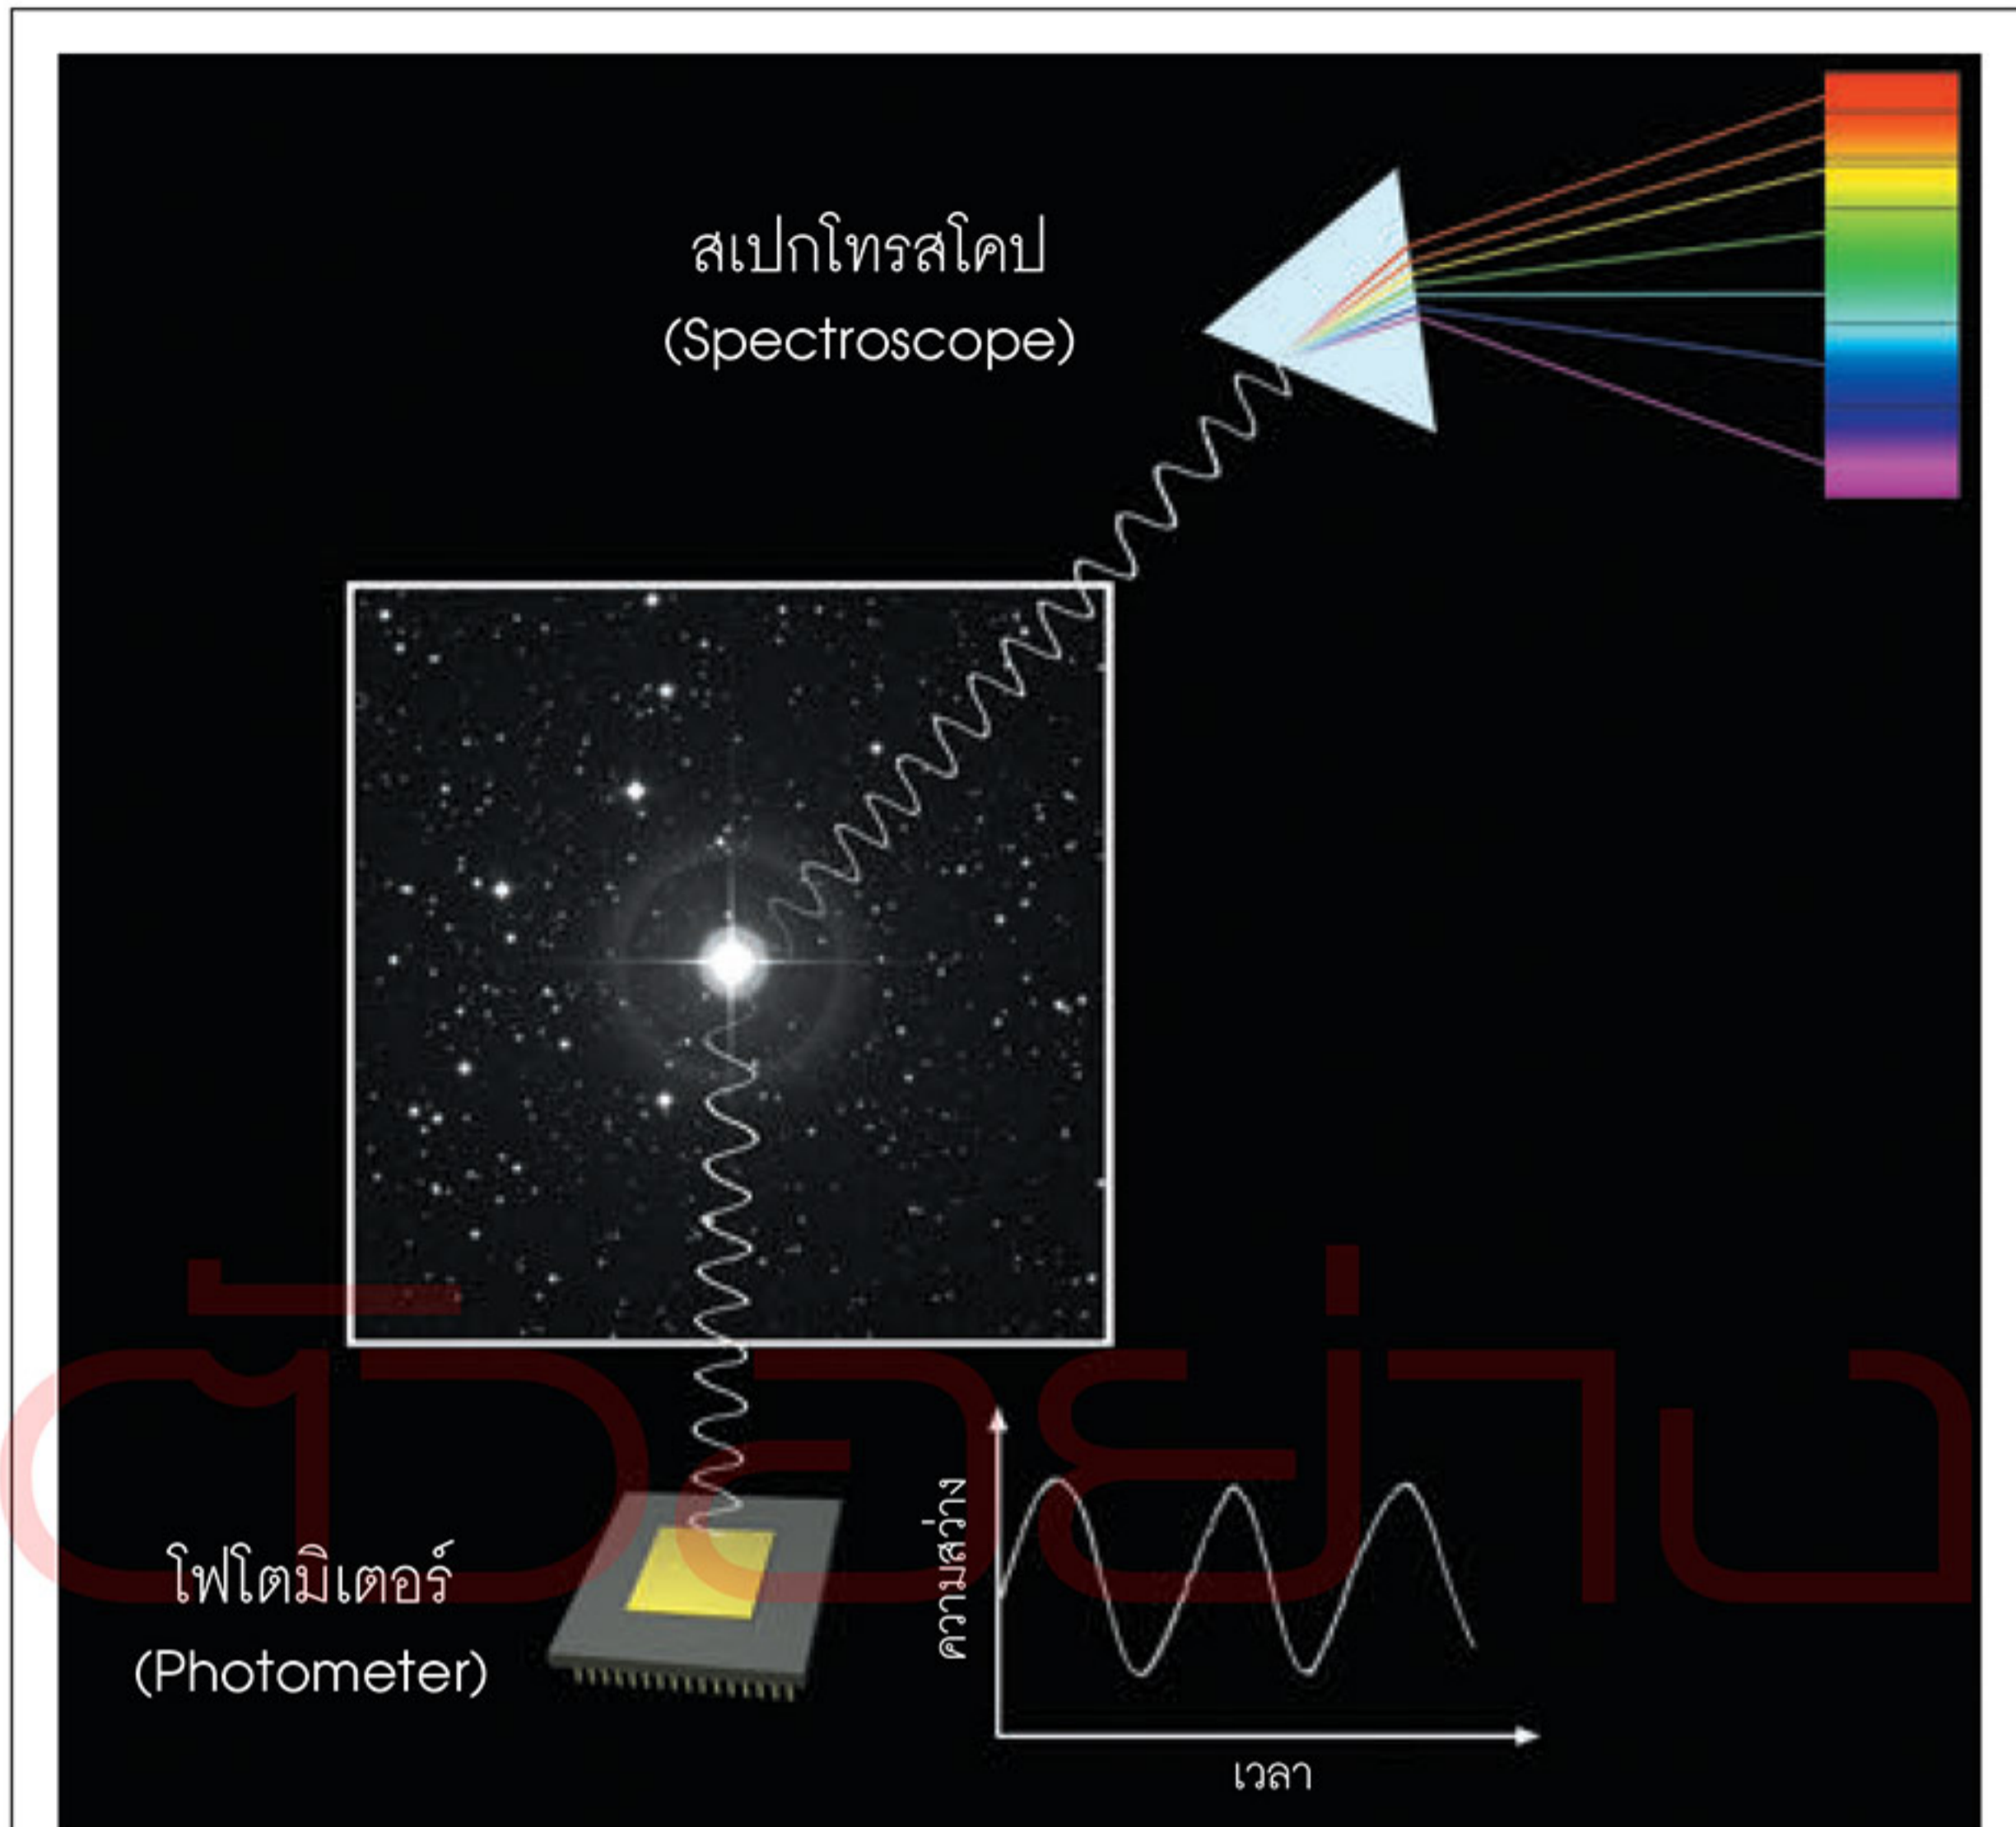 สเปกโทรสโคป
(Spectroscope)
โฟโตมิเตอร์
(Photometer)
ความสว่าง
เวลา
ตัวอย่าง